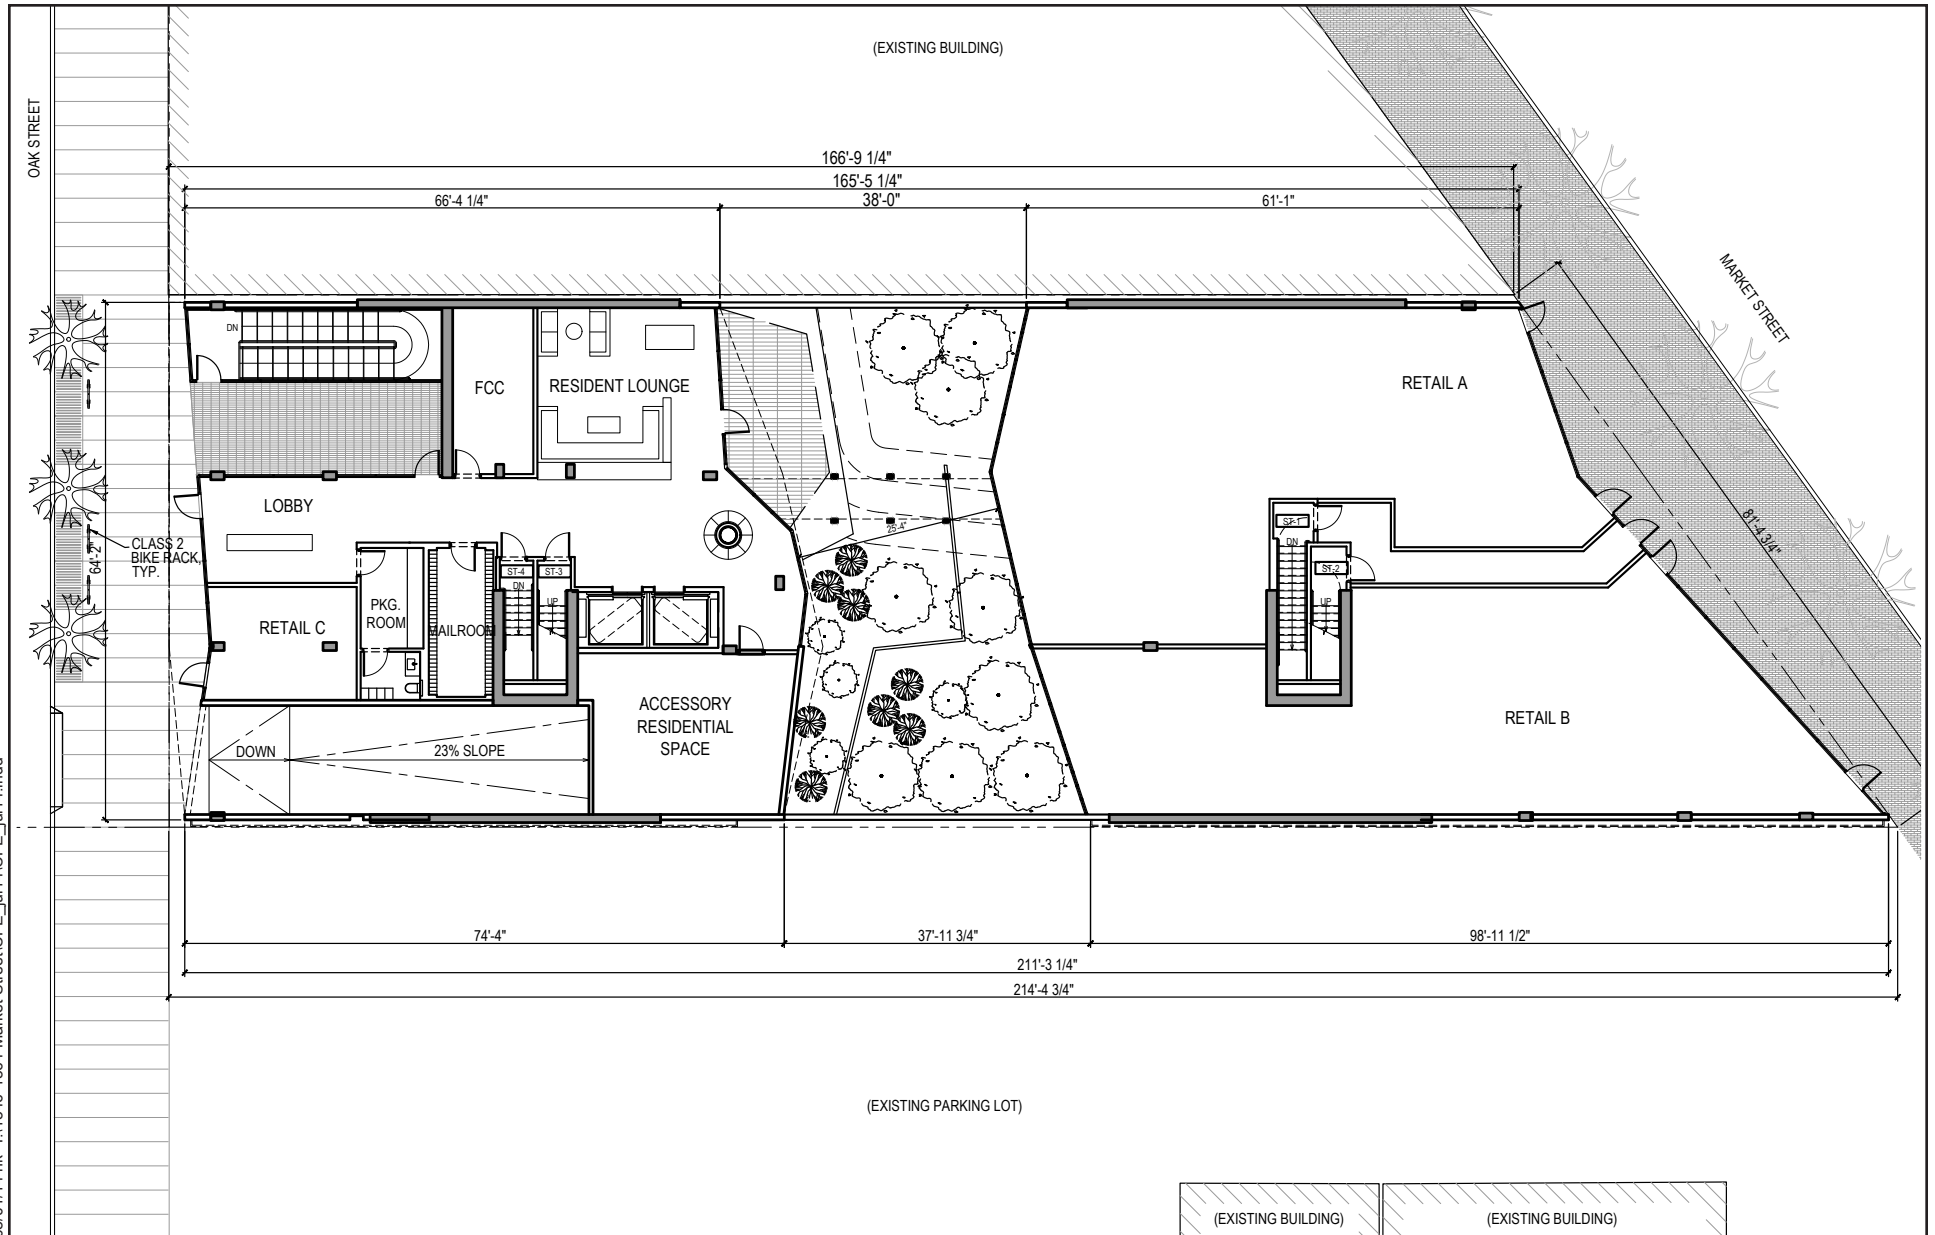 (EXISTING BUILDING)
OAK STREET
166'-9 1/4"
165'-5 1/4"
66'-4 1/4"
38'-0"
61'-1"
MARKET STREET
DN
FCC
RESIDENT LOUNGE
RETAIL A
LOBBY
25'-4"
ST-1
DN
81'-4 3/4"
CLASS 2
BIKE RACK,
TYP.
64'-2"
ST-4
ST-3
DN
ST-2
UP
UP
PKG.
ROOM
RETAIL C
MAILROOM
ACCESSORY
RESIDENTIAL
SPACE
RETAIL B
DOWN
23% SLOPE
74'-4"
37'-11 3/4"
98'-11 1/2"
211'-3 1/4"
214'-4 3/4"
(EXISTING PARKING LOT)
(EXISTING BUILDING)
(EXISTING BUILDING)